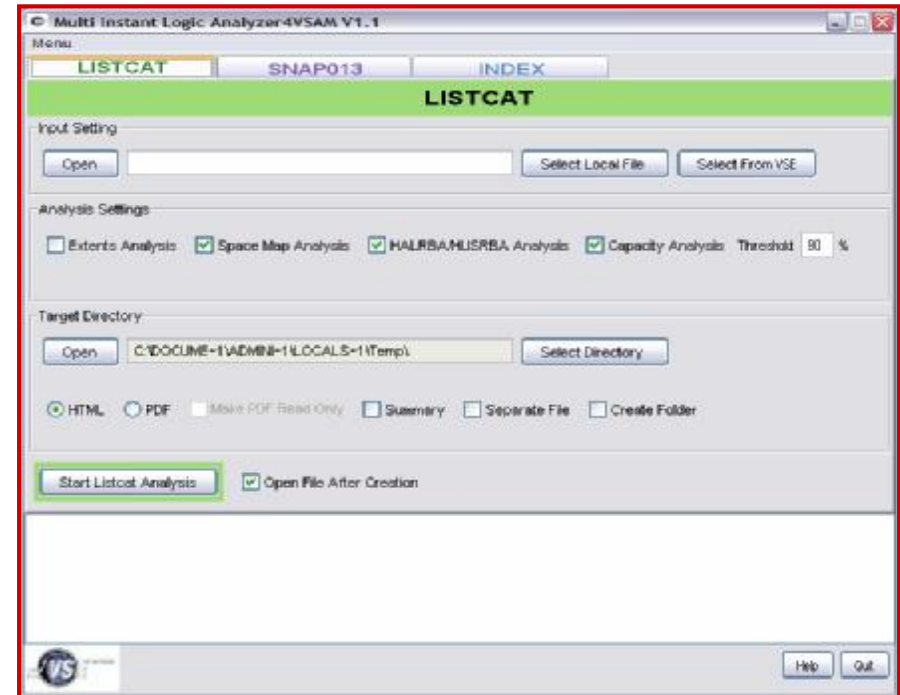 Multi Instant Logic Analyzer4VSAM V1.1
Menu
LISTCAT SNAP013 INDEX
LISTCAT
Input Setting
Open Select Local File Select From VSE
Analysis Settings
Extents Analysis Space Map Analysis HALRBA/HUSRBA Analysis Capacity Analysis Threshold 80 %
Target Directory
Open C:\DOCUME~1\ADMINI~1\LOCALS~1\Temp\ Select Directory
HTML PDF Make PDF Read Only Summary Separate File Create Folder
Start Listcat Analysis Open File After Creation
VS
Help Quit